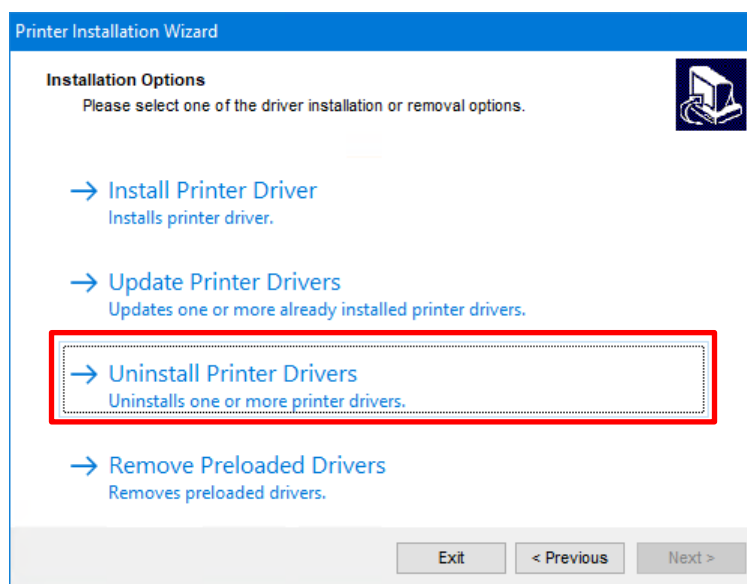 Printer Installation Wizard
Installation Options
Please select one of the driver installation or removal options.
→ Install Printer Driver
Installs printer driver.
→ Update Printer Drivers
Updates one or more already installed printer drivers.
→ Uninstall Printer Drivers
Uninstalls one or more printer drivers.
→ Remove Preloaded Drivers
Removes preloaded drivers.
Exit < Previous Next >